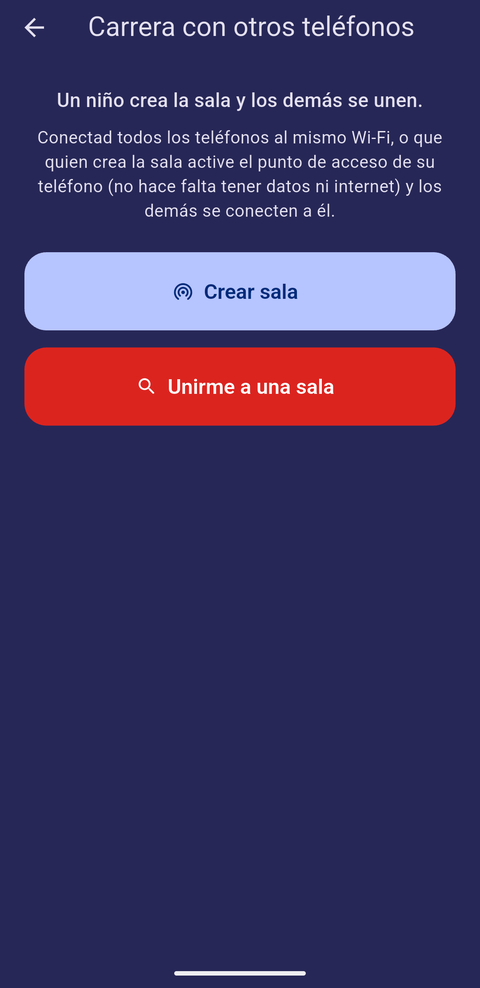 Carrera con otros teléfonos
Un niño crea la sala y los demás se unen.
Conectad todos los teléfonos al mismo Wi-Fi, o que
quien crea la sala active el punto de acceso de su
teléfono (no hace falta tener datos ni internet) y los
demás se conecten a él.
Crear sala
Unirme a una sala